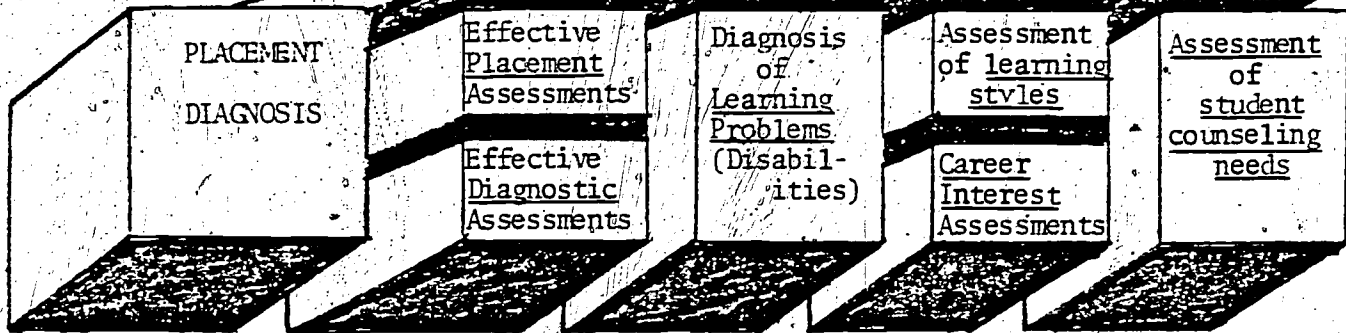 PLACEMENT
DIAGNOSIS
Effective
Placement
Assessments
Effective
Diagnostic
Assessments
Diagnosis
of
Learning
Problems
(Disabil-
ities)
Assessment
of learning
styles
Career
Interest
Assessments
Assessment
of
student
counseling
needs